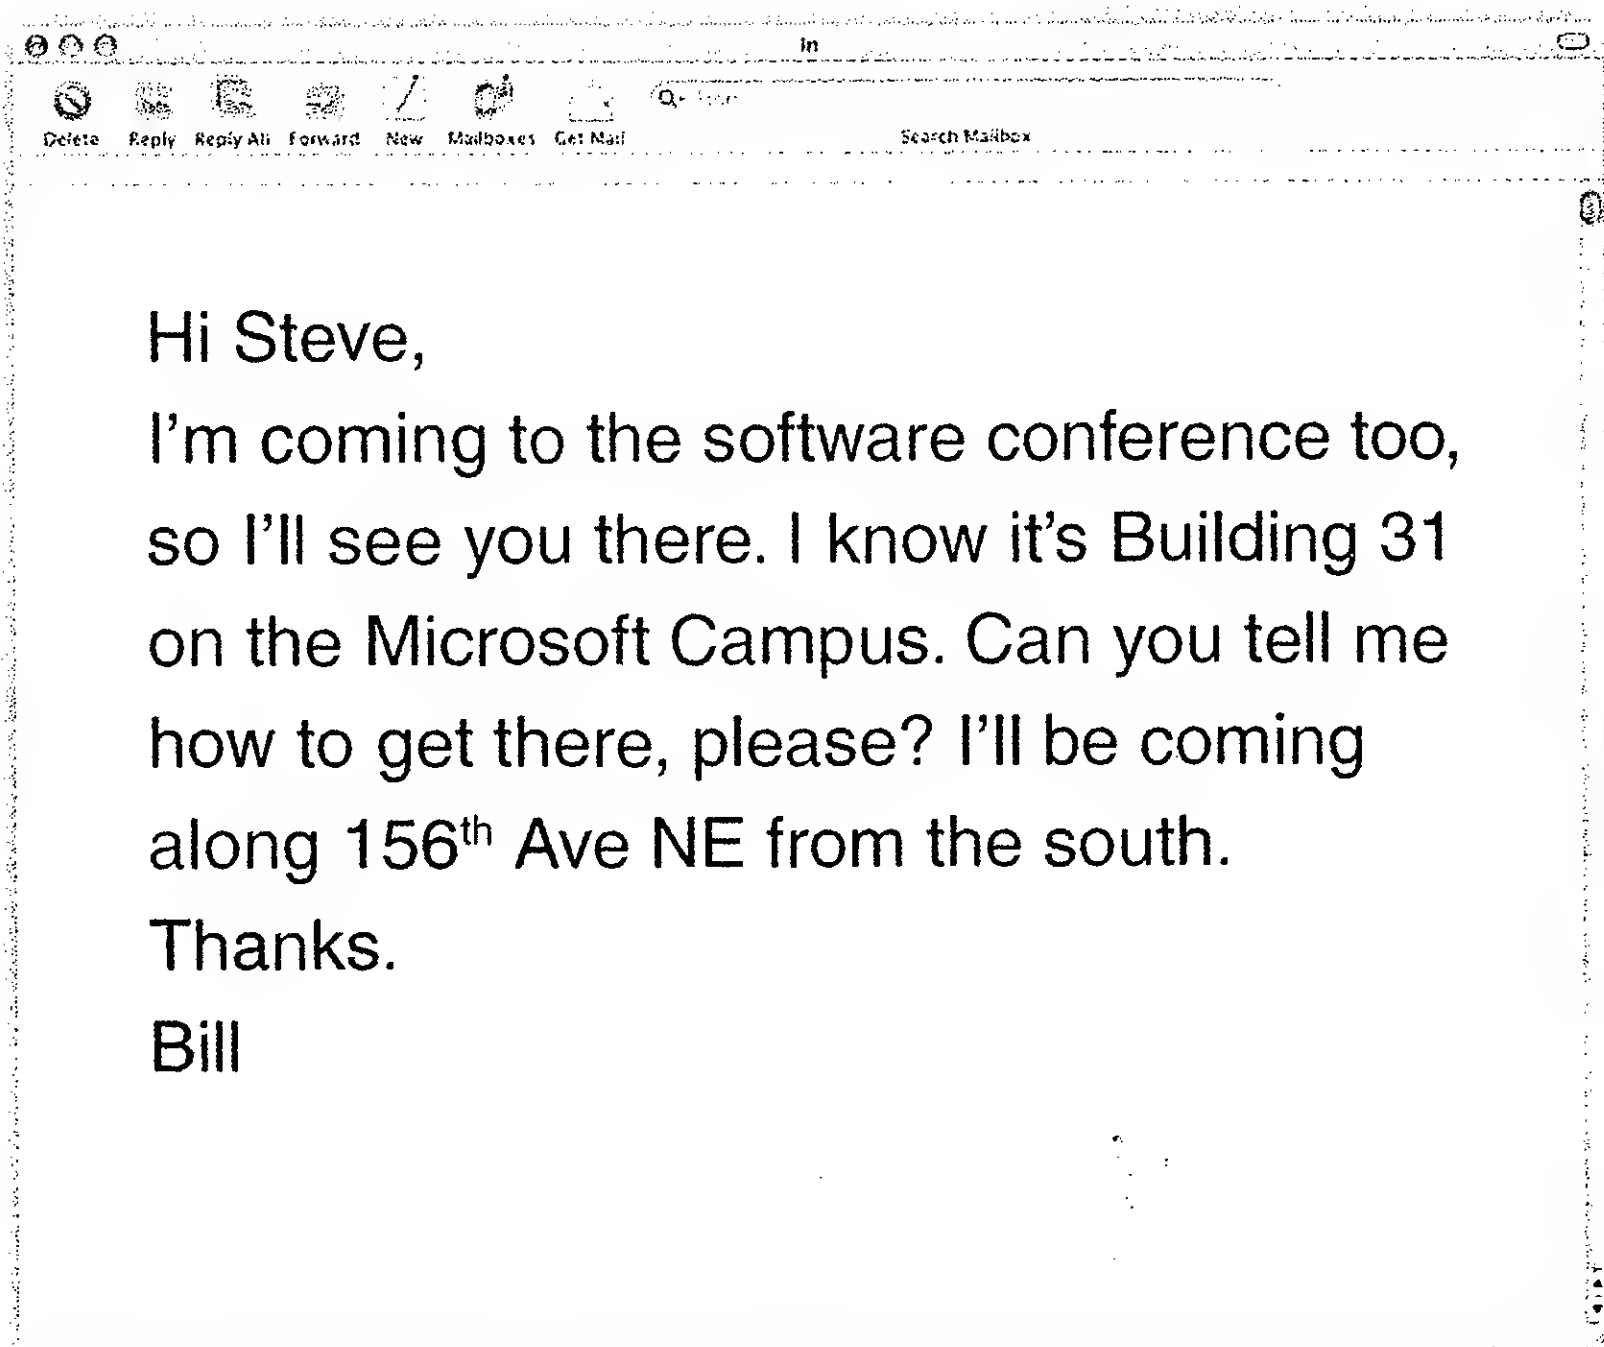 in
Delete Reply Reply All Forward New Mailboxes Get Mail Search Mailbox
Hi Steve,
I’m coming to the software conference too,
so I’ll see you there. I know it’s Building 31
on the Microsoft Campus. Can you tell me
how to get there, please? I’ll be coming
along 156th Ave NE from the south.
Thanks.
Bill